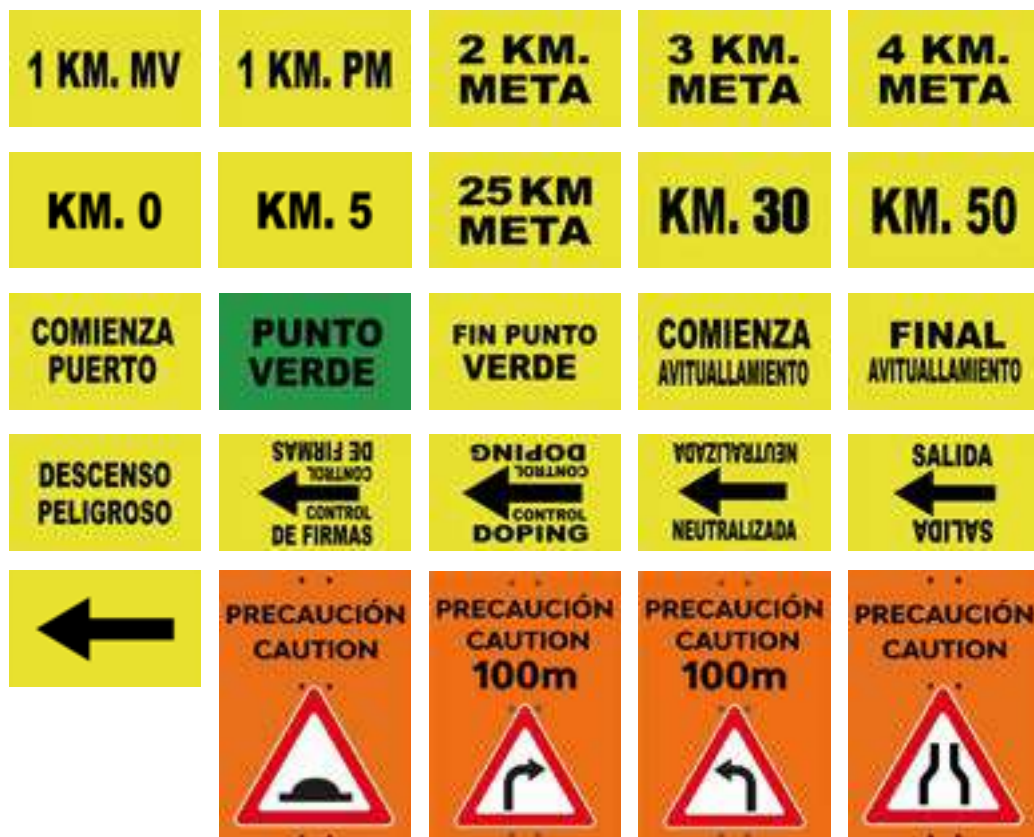 1 KM. MV
1 KM. PM
2 KM.
META
3 KM.
META
4 KM.
META
KM. 0
KM. 5
25 KM
META
KM. 30
KM. 50
COMIENZA
PUERTO
PUNTO
VERDE
FIN PUNTO
VERDE
COMIENZA
AVITUALLAMIENTO
FINAL
AVITUALLAMIENTO
DESCENSO
PELIGROSO
DE FIRMAS
CONTROL
CONTROL
DE FIRMAS
DOPING
CONTROL
CONTROL
DOPING
NEUTRALIZADA
NEUTRALIZADA
SALIDA
SALIDA
PRECAUCIÓN
CAUTION
PRECAUCIÓN
CAUTION
100m
PRECAUCIÓN
CAUTION
100m
PRECAUCIÓN
CAUTION